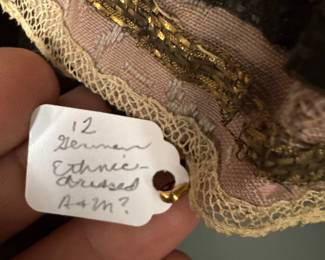 12
German
Ethnic-
dressed
A&M?